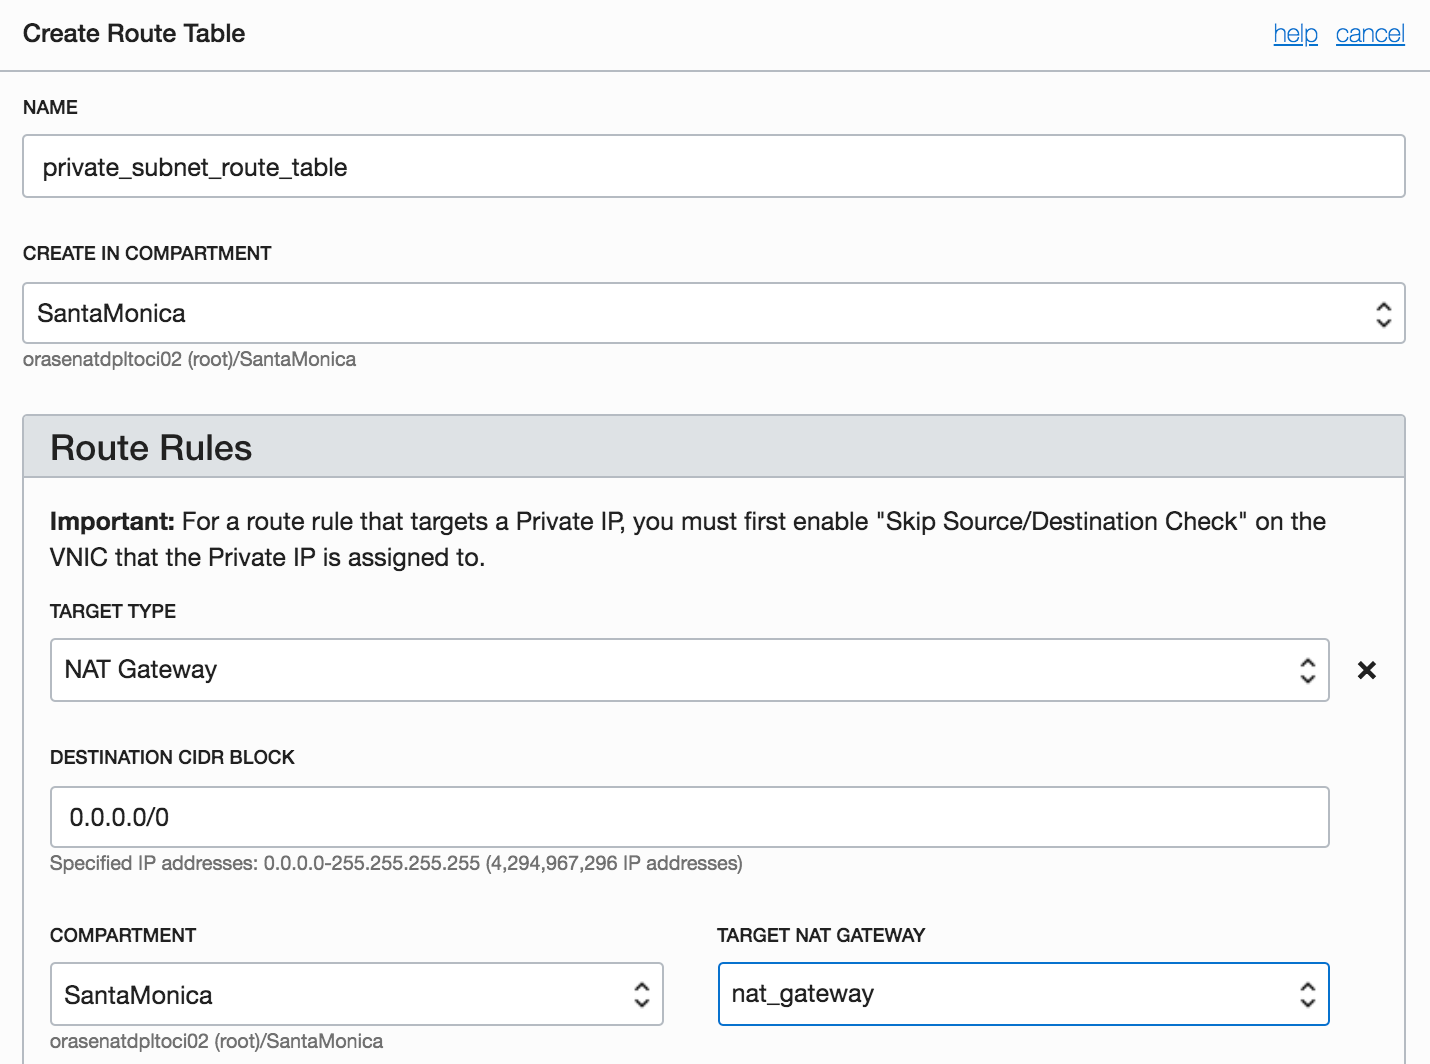 Create Route Table
help cancel
NAME
private_subnet_route_table
CREATE IN COMPARTMENT
SantaMonica
orasenatdpltoci02 (root)/SantaMonica
Route Rules
Important: For a route rule that targets a Private IP, you must first enable "Skip Source/Destination Check" on the
VNIC that the Private IP is assigned to.
TARGET TYPE
NAT Gateway
DESTINATION CIDR BLOCK
0.0.0.0/0
Specified IP addresses: 0.0.0.0-255.255.255.255 (4,294,967,296 IP addresses)
COMPARTMENT
SantaMonica
orasenatdpltoci02 (root)/SantaMonica
TARGET NAT GATEWAY
nat_gateway